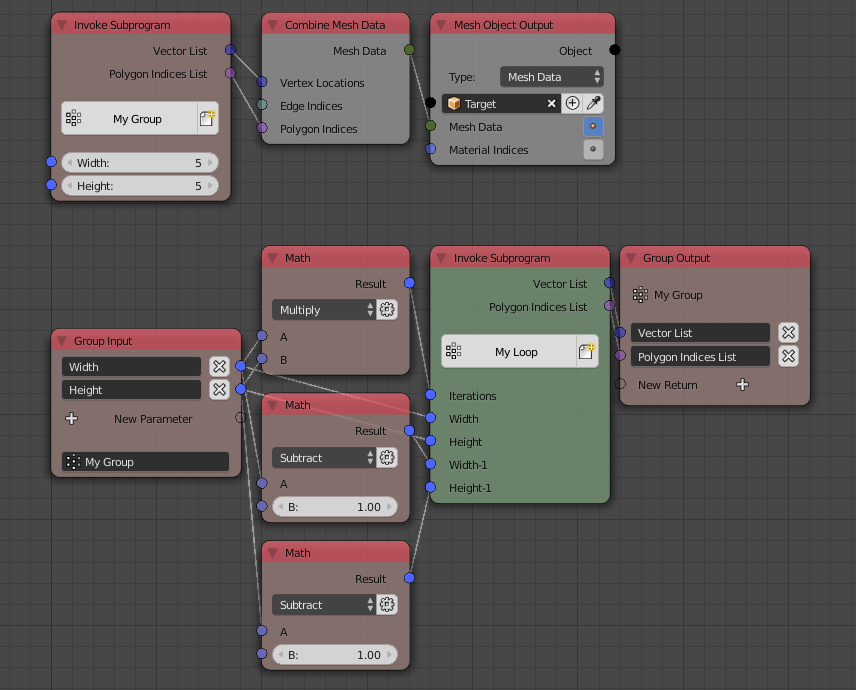 Invoke Subprogram
Vector List
Polygon Indices List
My Group
Width: 5
Height: 5
Combine Mesh Data
Mesh Data
Vertex Locations
Edge Indices
Polygon Indices
Mesh Object Output
Object
Type: Mesh Data
Target
Mesh Data
Material Indices
Group Input
Width
Height
New Parameter
My Group
Math
Result
Multiply
A
B
Math
Result
Subtract
A
B: 1.00
Math
Result
Subtract
A
B: 1.00
Invoke Subprogram
Vector List
Polygon Indices List
My Loop
Iterations
Width
Height
Width-1
Height-1
Group Output
My Group
Vector List
Polygon Indices List
New Return